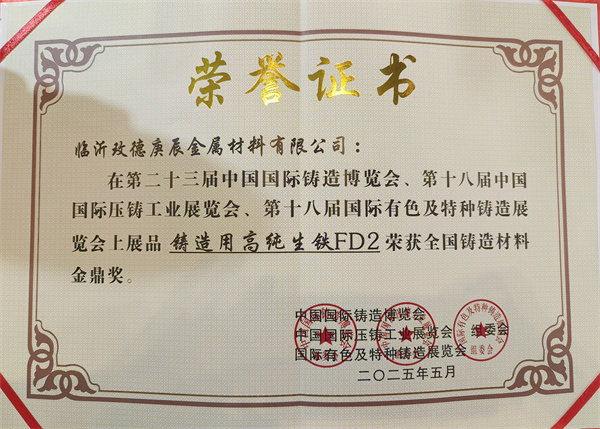 荣誉证书
临沂玫德庚辰金属材料有限公司：
在第二十三届中国国际铸造博览会、第十八届中国
国际压铸工业展览会、第十八届国际有色及特种铸造展
览会上展品 铸造用高纯生铁FD2 荣获全国铸造材料
金鼎奖。
中国国际铸造博览会
中国国际压铸工业展览会 组委会
国际有色及特种铸造展览会
二〇二五年五月